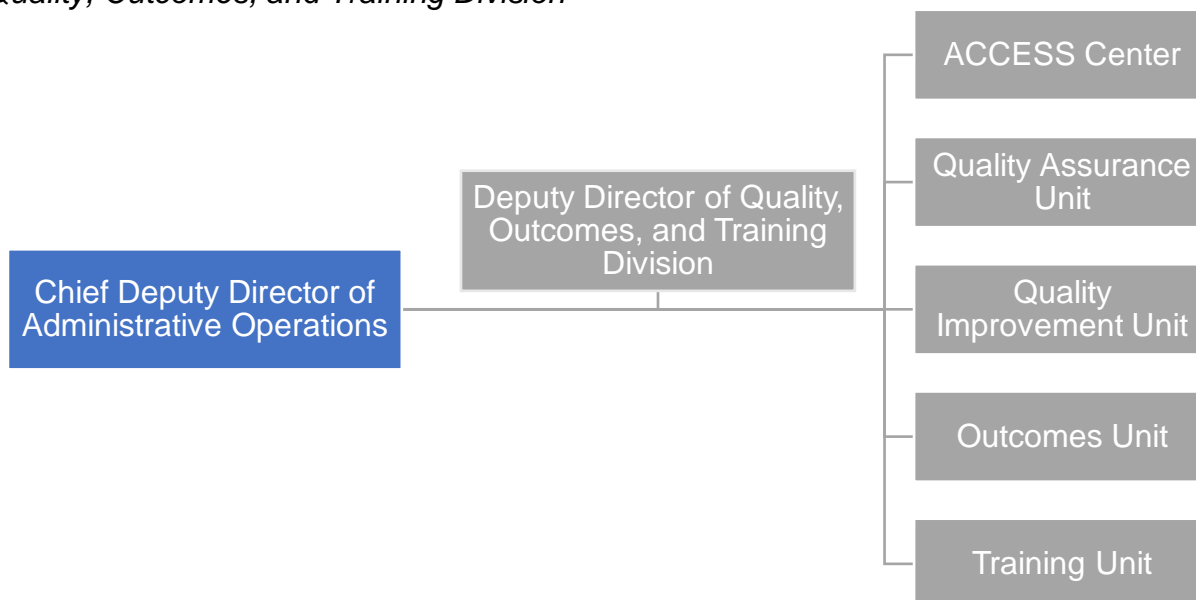 Quality, Outcomes, and Training Division
ACCESS Center
Quality Assurance
Unit
Deputy Director of Quality,
Outcomes, and Training
Division
Chief Deputy Director of
Administrative Operations
Quality
Improvement Unit
Outcomes Unit
Training Unit